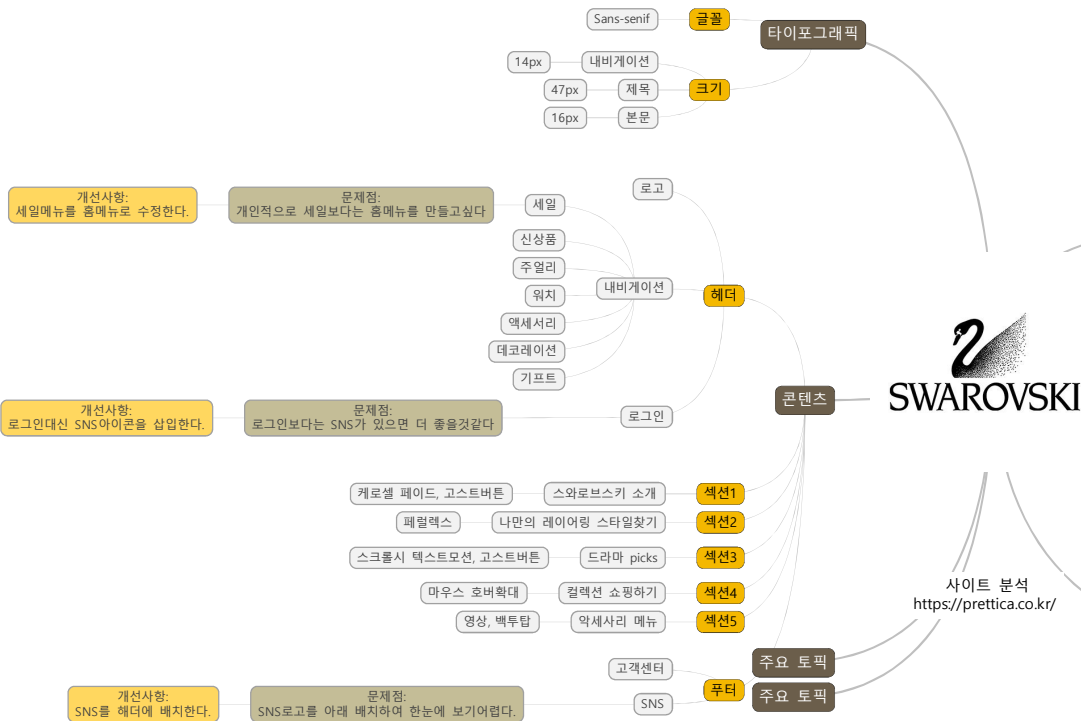 타이포그래픽
글꼴
Sans-senif
크기
내비게이션
14px
제목
47px
본문
16px
SWAROVSKI
콘텐츠
헤더
로고
내비게이션
세일
문제점:
개인적으로 세일보다는 홈메뉴를 만들고싶다
개선사항:
세일메뉴를 홈메뉴로 수정한다.
신상품
주얼리
워치
액세서리
데코레이션
기프트
로그인
문제점:
로그인보다는 SNS가 있으면 더 좋을것같다
개선사항:
로그인대신 SNS아이콘을 삽입한다.
섹션1
스와로브스키 소개
케로셀 페이드, 고스트버튼
섹션2
나만의 레이어링 스타일찾기
페럴렉스
섹션3
드라마 picks
스크롤시 텍스트모션, 고스트버튼
섹션4
컬렉션 쇼핑하기
마우스 호버확대
섹션5
악세사리 메뉴
영상, 백투탑
푸터
고객센터
SNS
문제점:
SNS로고를 아래 배치하여 한눈에 보기어렵다.
개선사항:
SNS를 헤더에 배치한다.
주요 토픽
주요 토픽
사이트 분석
https://prettica.co.kr/